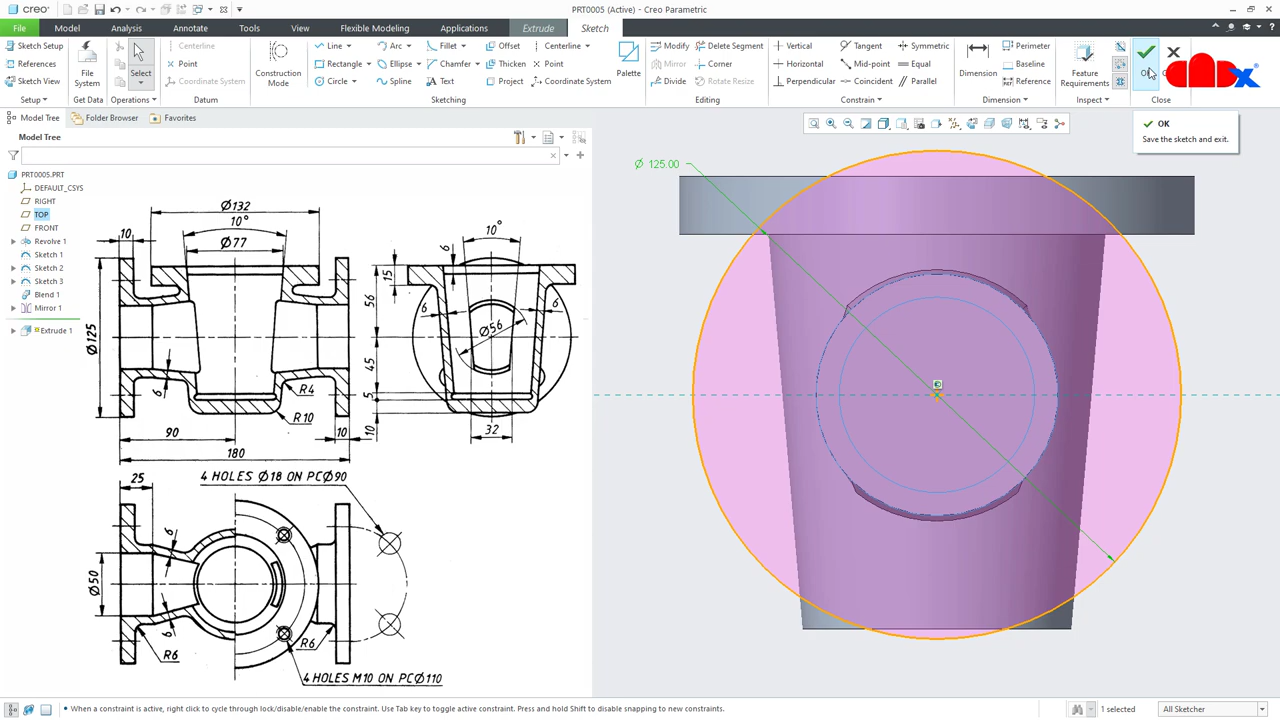 creo
PRT0005 (Active) - Creo Parametric
File Model Analysis Annotate Tools View Flexible Modeling Applications Extrude Sketch
Sketch Setup
References
Sketch View
Setup
File System
Get Data
Select
Operations
Centerline
Point
Coordinate System
Datum
Construction Mode
Line Arc Fillet Offset Centerline
Rectangle Ellipse Chamfer Thicken Point
Circle Spline Text Project Coordinate System
Palette
Sketching
Modify Delete Segment
Mirror Corner
Divide Rotate Resize
Editing
Vertical Tangent Symmetric
Horizontal Mid-point Equal
Perpendicular Coincident Parallel
Constrain
Dimension
Perimeter
Baseline
Reference
Dimension
Feature Requirements
Inspect
Close
OK
Save the sketch and exit.
Model Tree Folder Browser Favorites
Model Tree
PRT0005.PRT
DEFAULT_CSYS
RIGHT
TOP
FRONT
Revolve 1
Sketch 1
Sketch 2
Sketch 3
Blend 1
Mirror 1
Extrude 1
Ø132
10°
Ø77
10
Ø125
6
R4
R10
90
10
180
10°
6
15
56
6
6
Ø56
45
5
10
32
25
4 HOLES Ø18 ON PCØ90
6
Ø50
6
R6
R6
4 HOLES M10 ON PCØ110
Ø 125.00
When a constraint is active, right click to cycle through lock/disable/enable the constraint. Use Tab key to toggle active constraint. Press and hold Shift to disable snapping to new constraints.
1 selected
All Sketcher